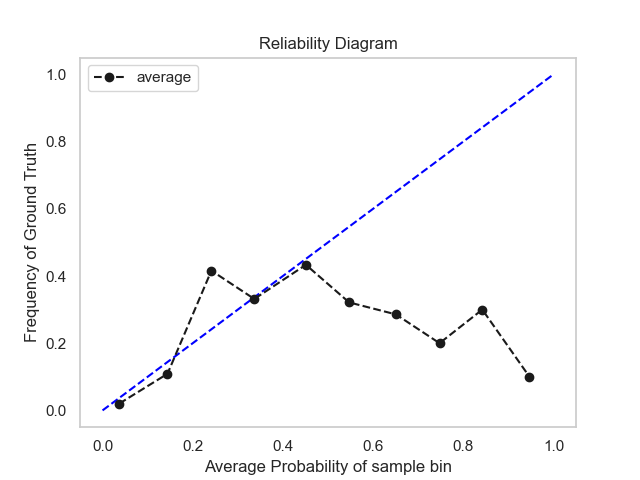 Reliability Diagram
average
Frequency of Ground Truth
1.0
0.8
0.6
0.4
0.2
0.0
0.0 0.2 0.4 0.6 0.8 1.0
Average Probability of sample bin